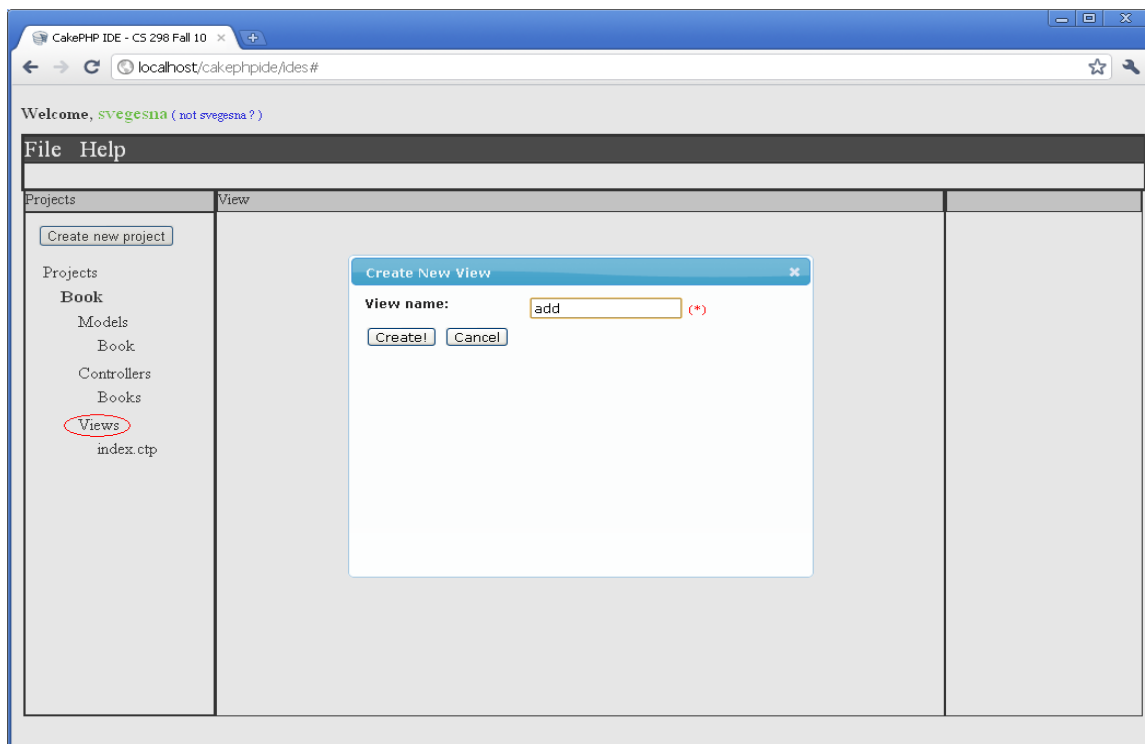 CakePHP IDE - CS 298 Fall 10
localhost/cakephpide/ides#
Welcome, svegesna ( not svegesna ? )
File Help
Projects
View
Create new project
Projects
Book
Models
Book
Controllers
Books
Views
index.ctp
Create New View
View name:
add
(*)
Create!
Cancel